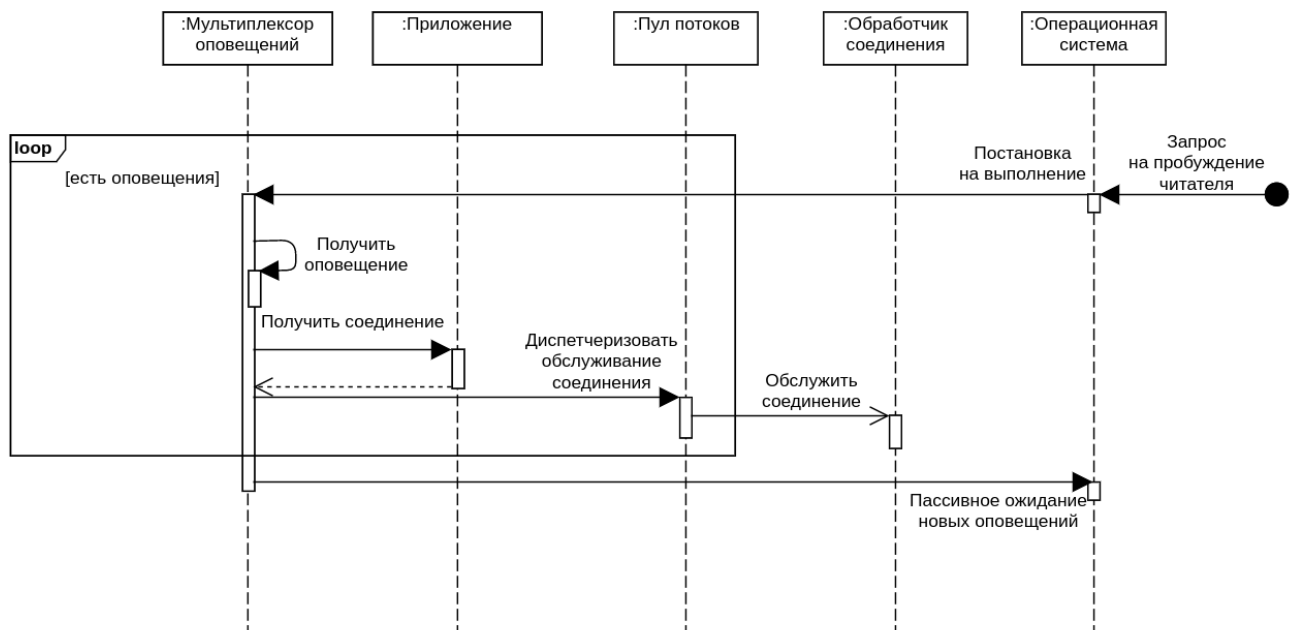 :Мультиплексор
оповещений
:Приложение
:Пул потоков
:Обработчик
соединения
:Операционная
система
loop
[есть оповещения]
Постановка
на выполнение
Запрос
на пробуждение
читателя
Получить
оповещение
Получить соединение
Диспетчеризовать
обслуживание
соединения
Обслужить
соединение
Пассивное ожидание
новых оповещений